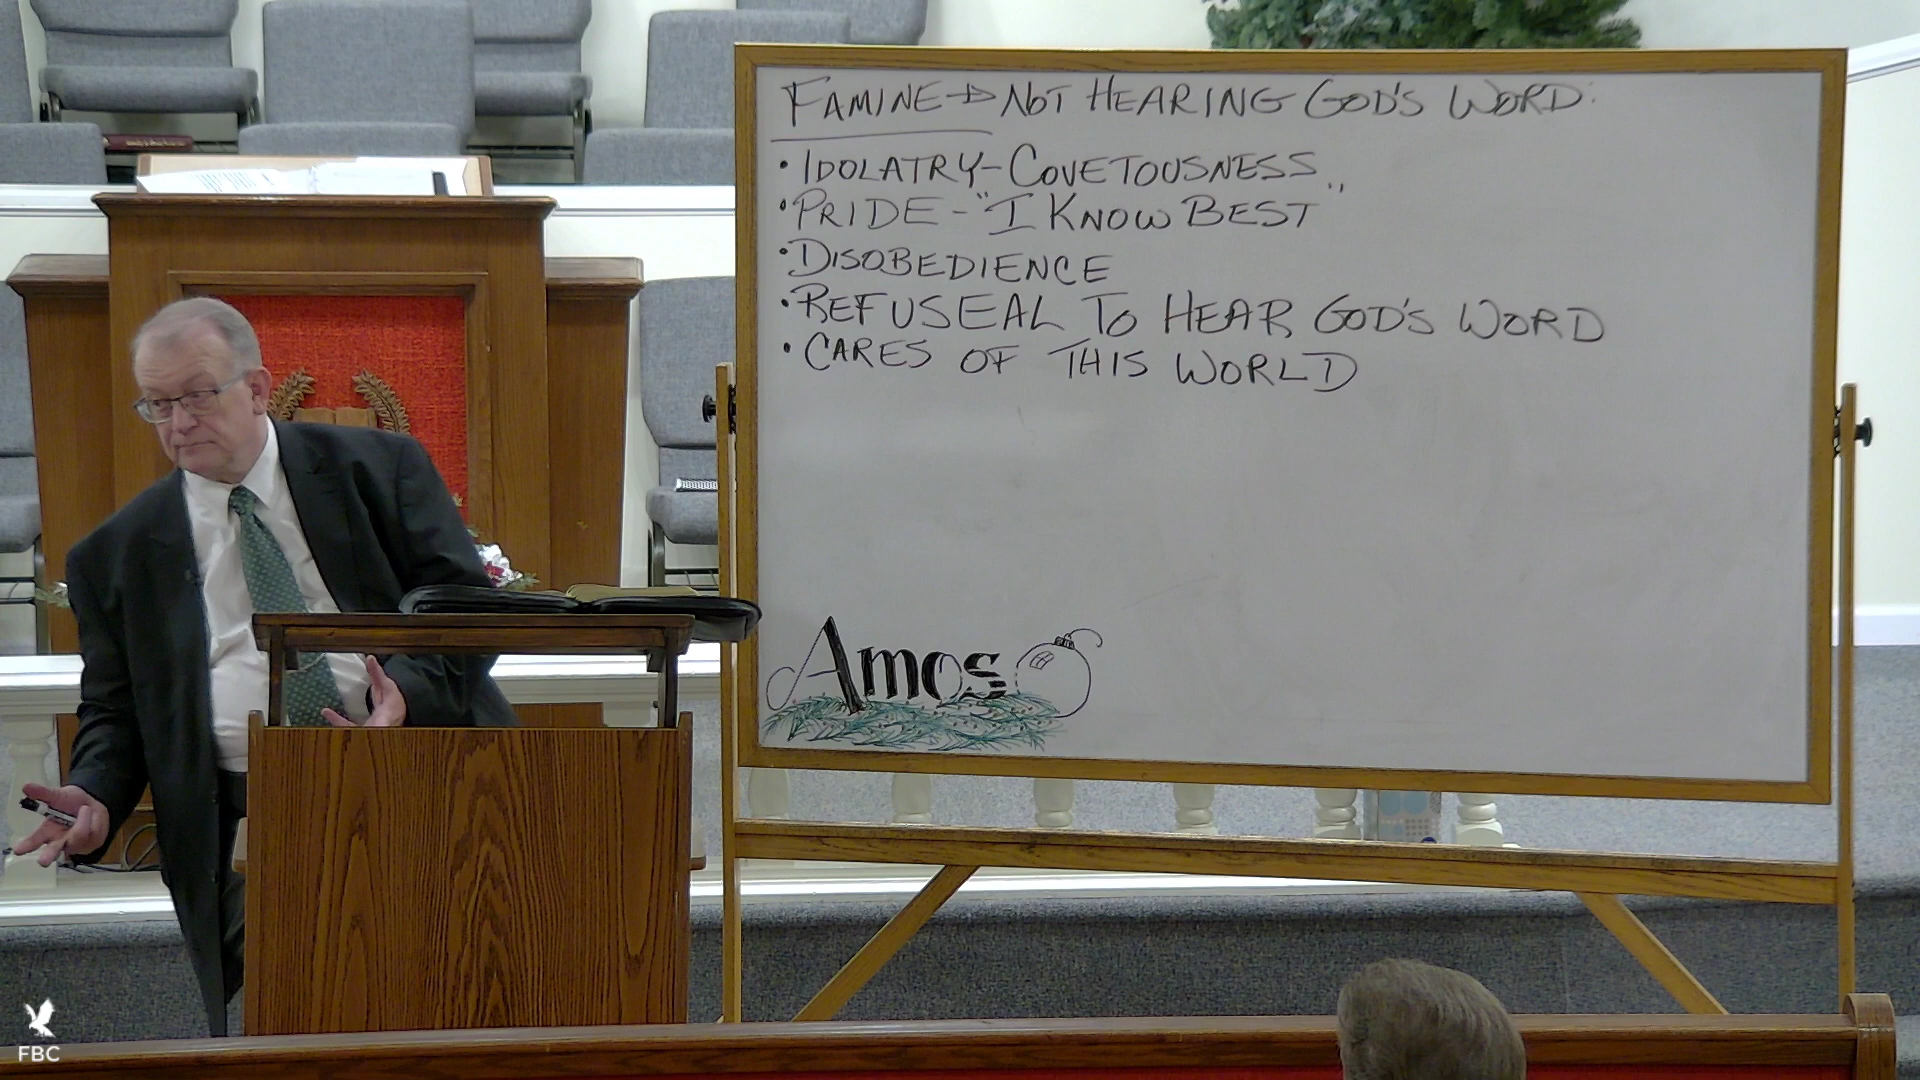 FAMINE→NOT HEARING GOD'S WORD:
•IDOLATRY-COVETOUSNESS
•PRIDE-"I KNOW BEST"
•DISOBEDIENCE
•REFUSEAL TO HEAR GOD'S WORD
•CARES OF THIS WORLD
Amos
FBC